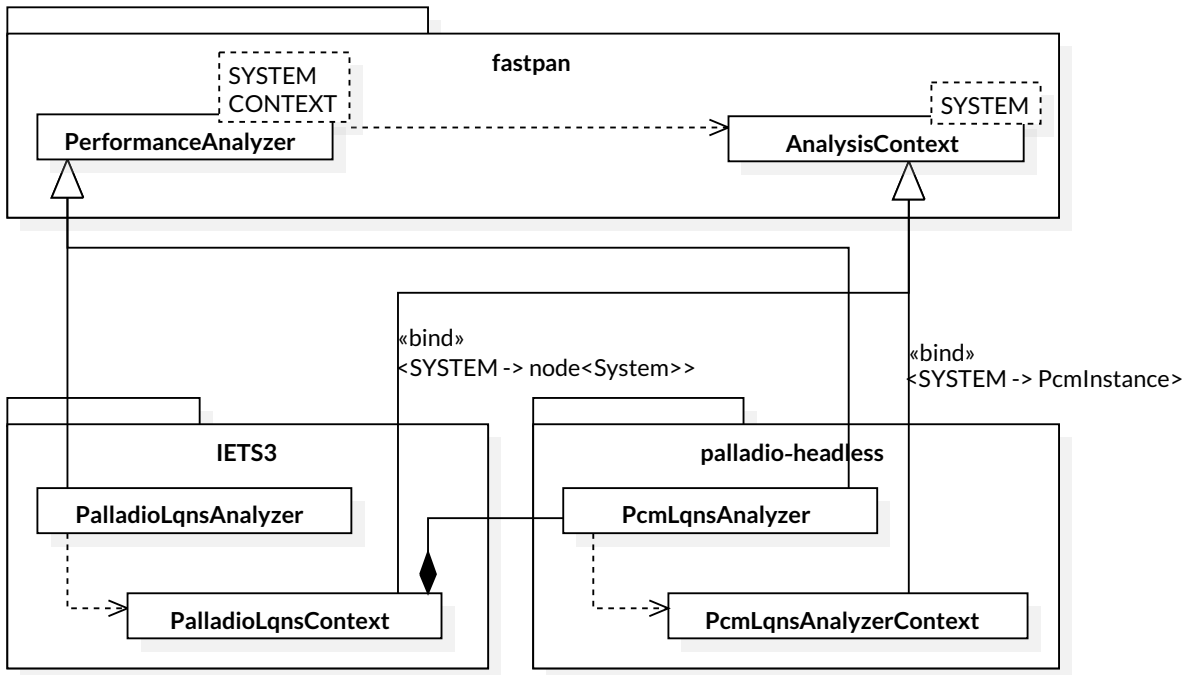 fastpan
SYSTEM
CONTEXT
SYSTEM
PerformanceAnalyzer
AnalysisContext
«bind»
<SYSTEM -> node<System>>
«bind»
<SYSTEM -> PcmInstance>
IETS3
palladio-headless
PalladioLqnsAnalyzer
PcmLqnsAnalyzer
PalladioLqnsContext
PcmLqnsAnalyzerContext